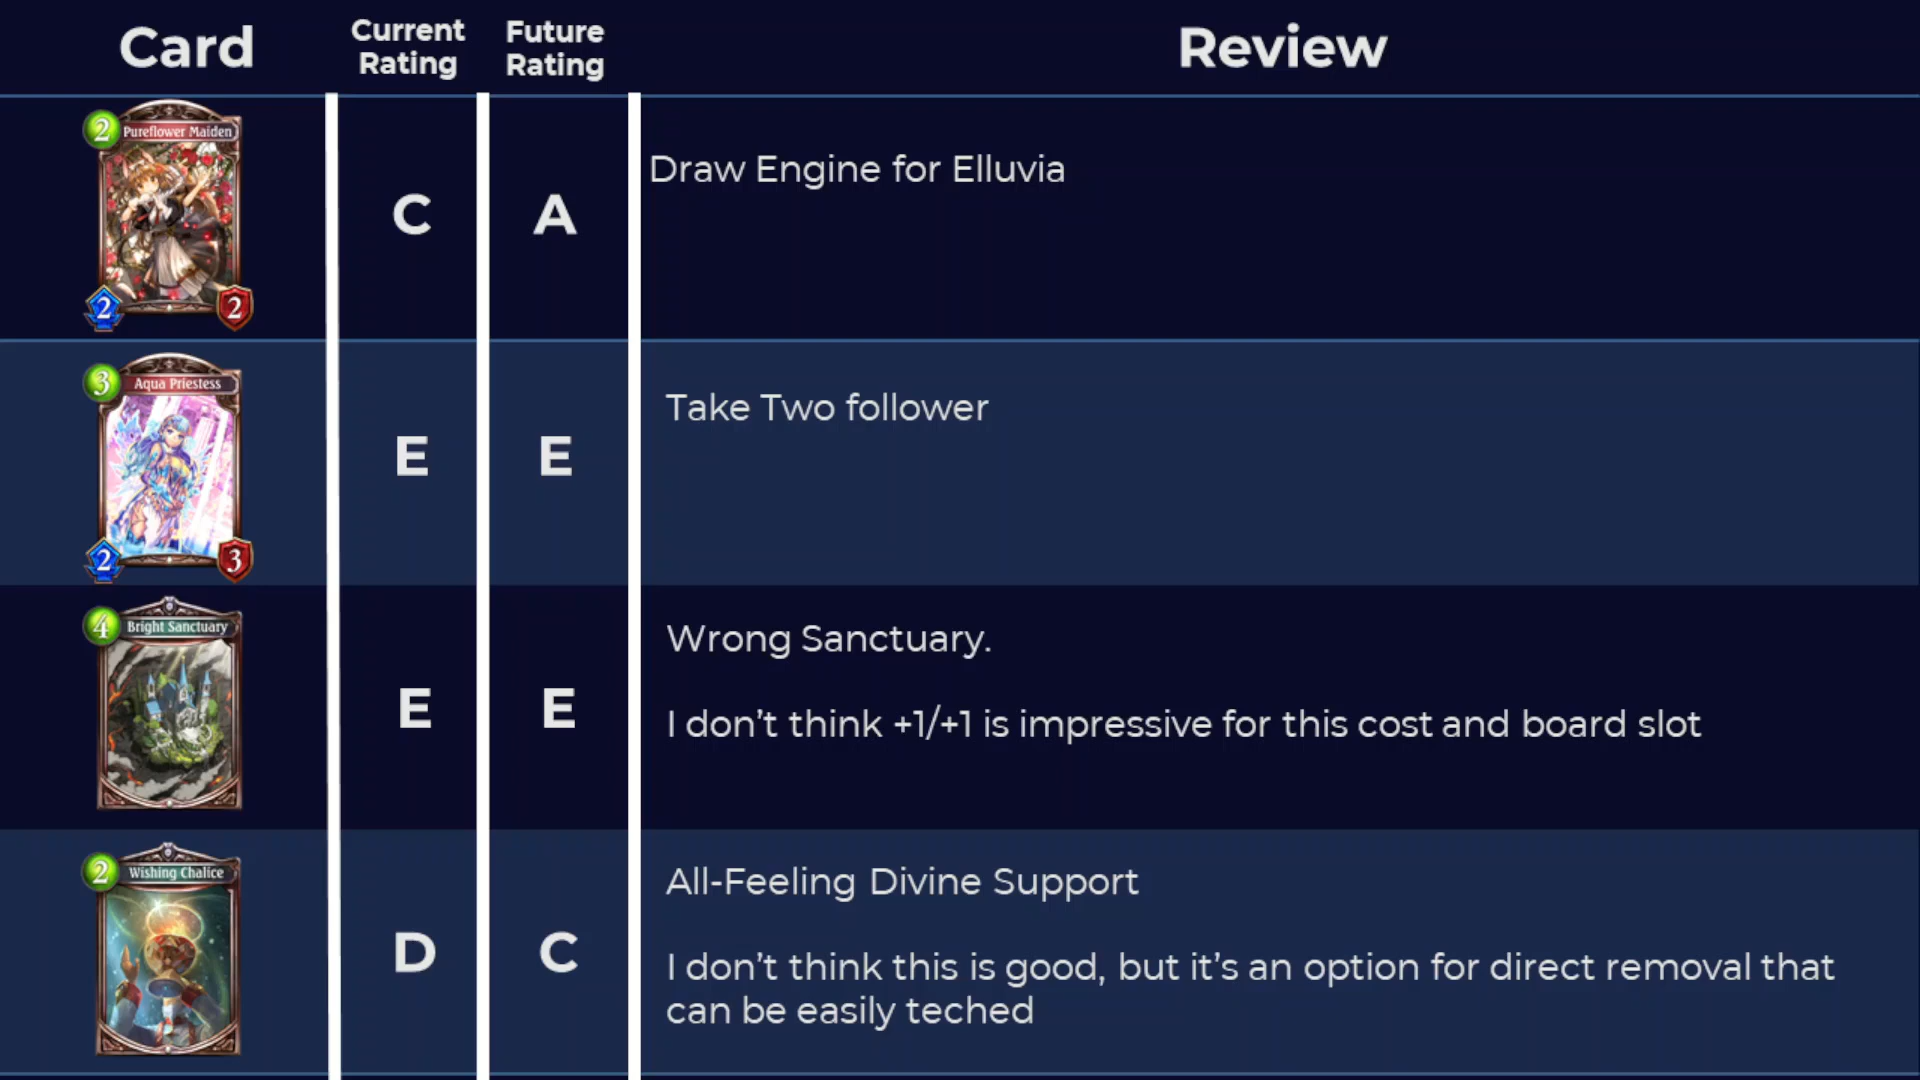 Card
Current
Rating
Future
Rating
Review
2
Pureflower Maiden
2
2
C
A
Draw Engine for Elluvia
3
Aqua Priestess
2
3
E
E
Take Two follower
4
Bright Sanctuary
E
E
Wrong Sanctuary.
I don’t think +1/+1 is impressive for this cost and board slot
2
Wishing Chalice
D
C
All-Feeling Divine Support
I don’t think this is good, but it’s an option for direct removal that
can be easily teched